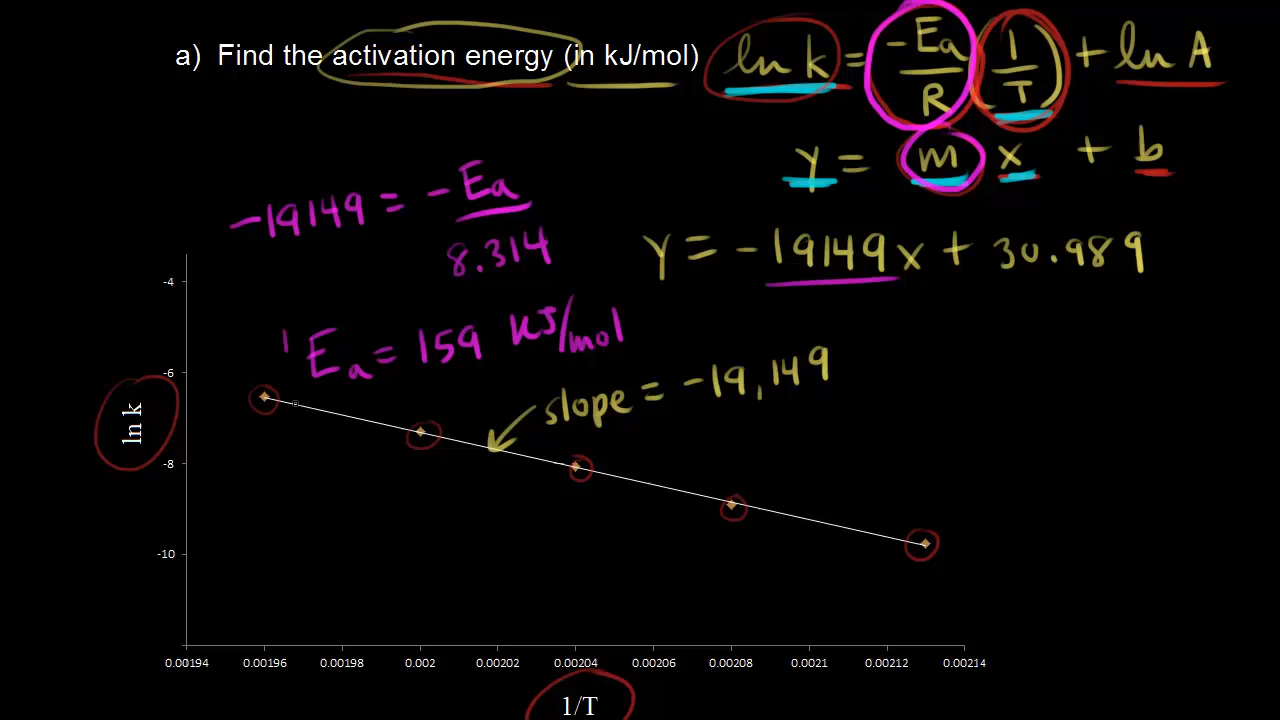 a) Find the activation energy (in kJ/mol)
ln k = -Ea/R (1/T) + ln A
y = m x + b
-19149 = -Ea/8.314
y = -19149x + 30.989
Ea = 159 kJ/mol
slope = -19,149
-4
-6
-8
-10
ln k
0.00194 0.00196 0.00198 0.002 0.00202 0.00204 0.00206 0.00208 0.0021 0.00212 0.00214
1/T